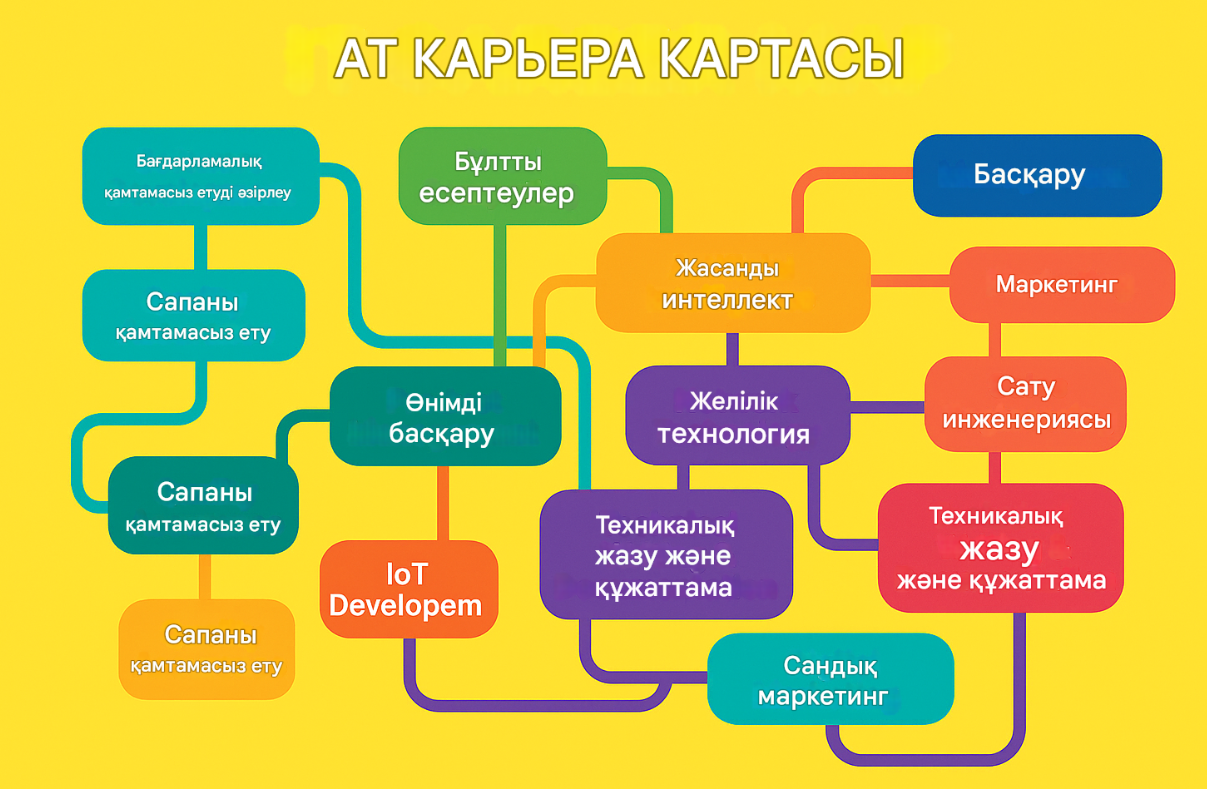 АТ КАРЬЕРА КАРТАСЫ
Бағдарламалық
қамтамасыз етуді әзірлеу
Бұлтты
есептеулер
Басқару
Жасанды
интеллект
Маркетинг
Сапаны
қамтамасыз ету
Өнімді
басқару
Желілік
технология
Сату
инженериясы
Сапаны
қамтамасыз ету
Техникалық
жазу және
құжаттама
Техникалық
жазу
және құжаттама
IoT
Developem
Сапаны
қамтамасыз ету
Сандық
маркетинг